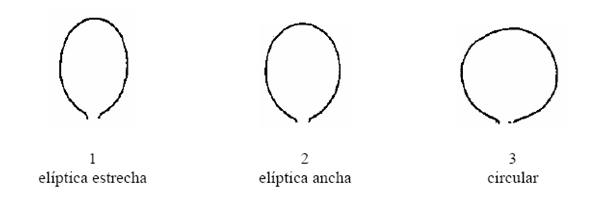 1
elíptica estrecha
2
elíptica ancha
3
circular